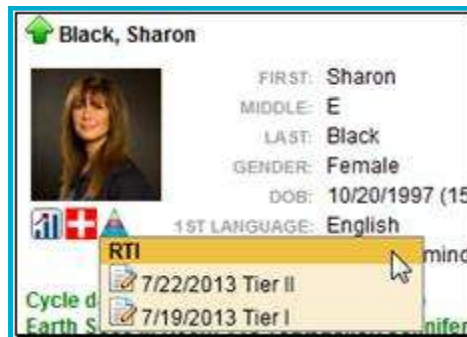 Black, Sharon
FIRST: Sharon
MIDDLE: E
LAST: Black
GENDER: Female
DOB: 10/20/1997 (15
1ST LANGUAGE: English
RTI
7/22/2013 Tier II
7/19/2013 Tier I
Cycle d
Earth